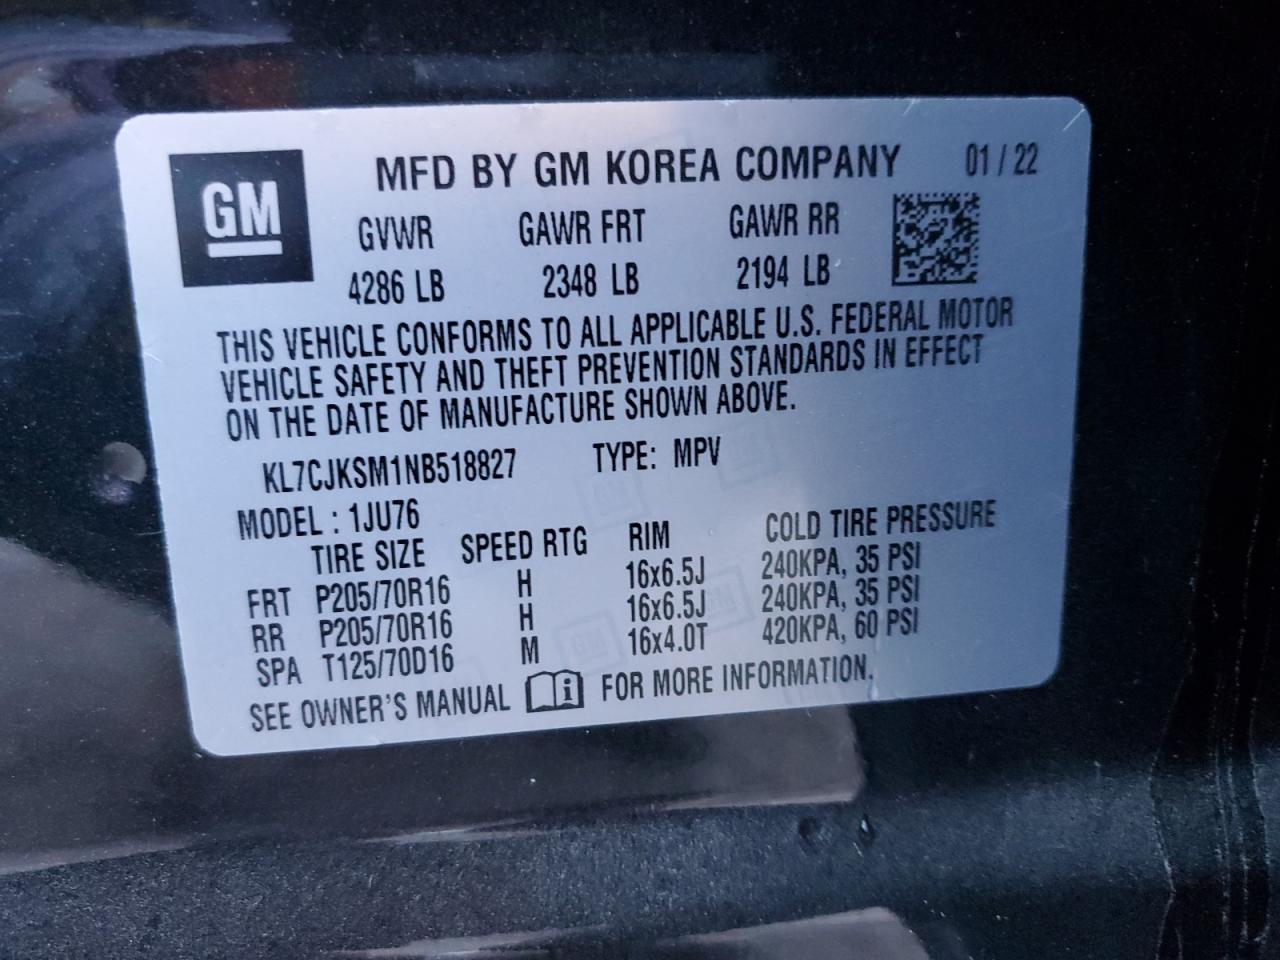 GM
MFD BY GM KOREA COMPANY 01 / 22
GVWR GAWR FRT GAWR RR
4286 LB 2348 LB 2194 LB
THIS VEHICLE CONFORMS TO ALL APPLICABLE U.S. FEDERAL MOTOR
VEHICLE SAFETY AND THEFT PREVENTION STANDARDS IN EFFECT
ON THE DATE OF MANUFACTURE SHOWN ABOVE.
KL7CJKSM1NB518827 TYPE: MPV
MODEL : 1JU76
TIRE SIZE SPEED RTG RIM COLD TIRE PRESSURE
FRT P205/70R16 H 16x6.5J 240KPA, 35 PSI
RR P205/70R16 H 16x6.5J 240KPA, 35 PSI
SPA T125/70D16 M 16x4.0T 420KPA, 60 PSI
SEE OWNER'S MANUAL i FOR MORE INFORMATION.